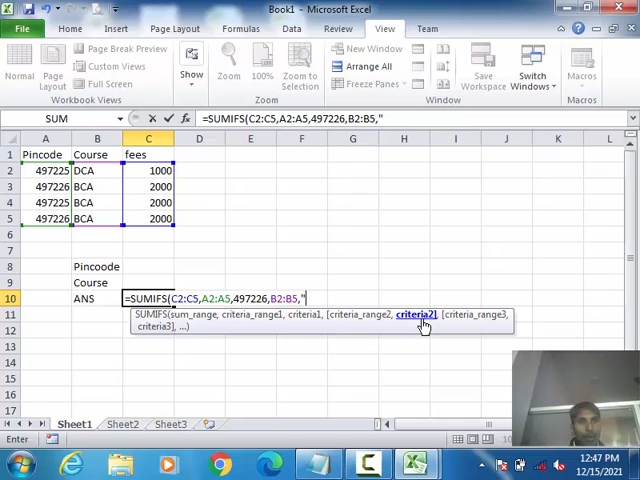 Book1 - Microsoft Excel
File Home Insert Page Layout Formulas Data Review View Team
Normal Page Layout Page Break Preview Custom Views Full Screen Show Zoom 100% Zoom to Selection New Window Arrange All Freeze Panes Save Workspace Switch Windows Macros
Workbook Views Zoom Window Macros
SUM =SUMIFS(C2:C5,A2:A5,497226,B2:B5,"
A B C D E F G H I J K L
1 Pincode Course fees
2 497225 DCA 1000
3 497226 BCA 2000
4 497225 BCA 2000
5 497226 BCA 2000
6
7
8 Pincoode
9 Course
10 ANS =SUMIFS(C2:C5,A2:A5,497226,B2:B5,"
11 SUMIFS(sum_range, criteria_range1, criteria1, [criteria_range2, criteria2], [criteria_range3,
criteria3], ...)
12
13
14
15
16
17
Sheet1 Sheet2 Sheet3
Enter
12:47 PM
12/15/2021